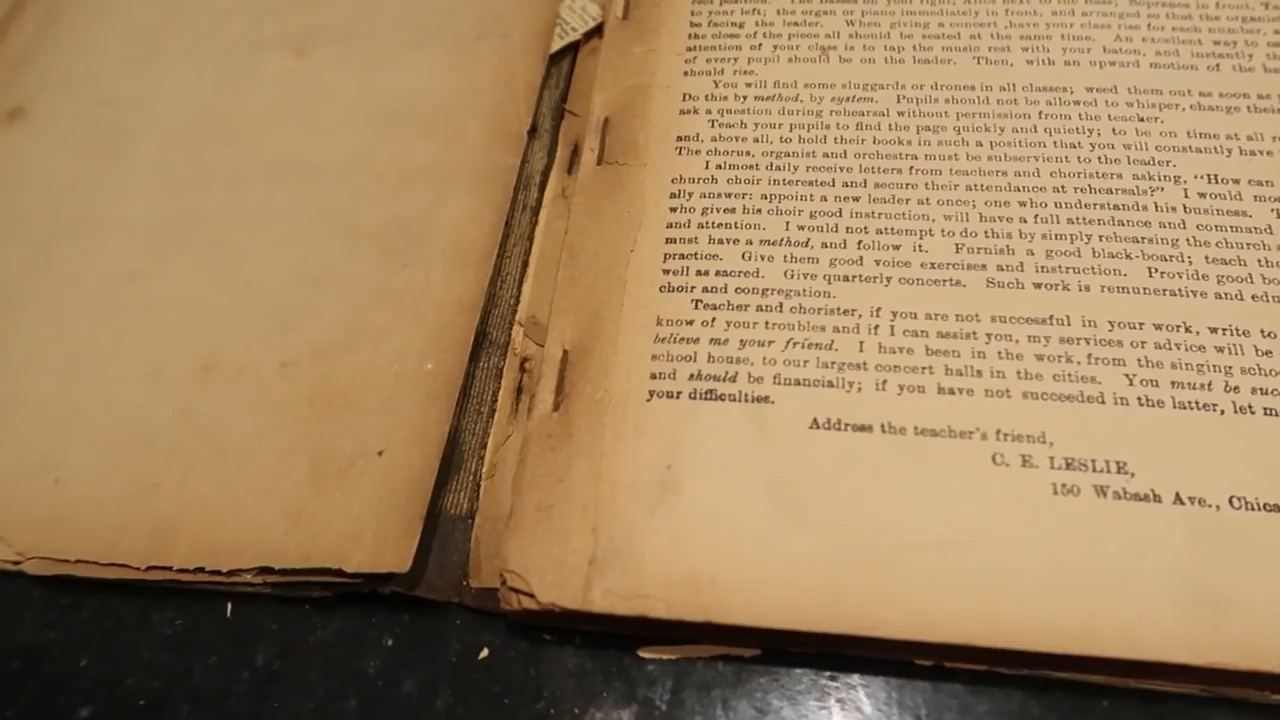 rect position. The Basses on your right, Altos next to the Bass; Sopranos in front,
to your left; the organ or piano immediately in front, and arranged so that the
be facing the leader. When giving a concert ,have your class rise for each number,
the close of the piece all should be seated at the same time. An excellent way to
attention of your class is to tap the music rest with your baton, and instantly
of every pupil should be on the leader. Then, with an upward motion of the
should rise.
You will find some sluggards or drones in all classes; weed them out as soon as
Do this by method, by system. Pupils should not be allowed to whisper, change their
ask a question during rehearsal without permission from the teacher.
Teach your pupils to find the page quickly and quietly; to be on time at all
and, above all, to hold their books in such a position that you will constantly have
The chorus, organist and orchestra must be subservient to the leader.
I almost daily receive letters from teachers and choristers asking, "How can
church choir interested and secure their attendance at rehearsals?" I would
ally answer: appoint a new leader at once; one who understands his business.
who gives his choir good instruction, will have a full attendance and command
and attention. I would not attempt to do this by simply rehearsing the church
must have a method, and follow it. Furnish a good black-board; teach
practice. Give them good voice exercises and instruction. Provide good
well as sacred. Give quarterly concerts. Such work is remunerative and
choir and congregation.
Teacher and chorister, if you are not successful in your work, write to
know of your troubles and if I can assist you, my services or advice will be
believe me your friend. I have been in the work, from the singing
school house, to our largest concert halls in the cities. You must be
and should be financially; if you have not succeeded in the latter, let
your difficulties.
Address the teacher's friend,
C. E. LESLIE,
150 Wabash Ave.,